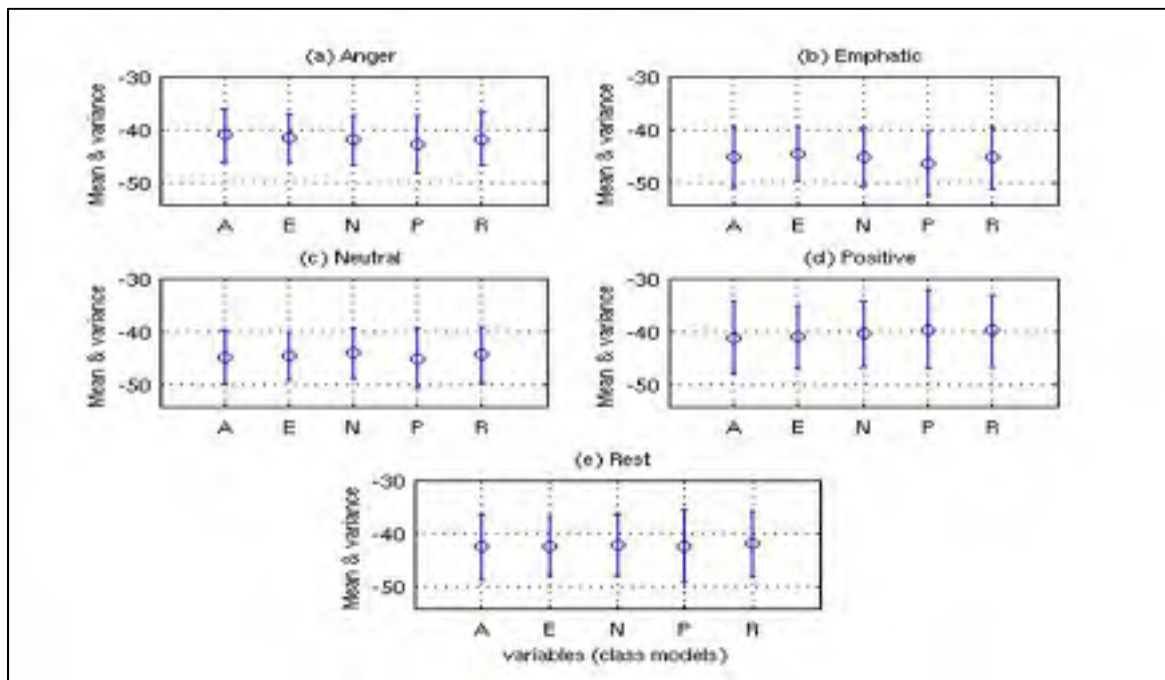 (a) Anger
Mean & variance
-30
-40
-50
A E N P R
(b) Emphatic
Mean & variance
-30
-40
-50
A E N P R
(c) Neutral
Mean & variance
-30
-40
-50
A E N P R
(d) Positive
Mean & variance
-30
-40
-50
A E N P R
(e) Rest
Mean & variance
-30
-40
-50
A E N P R
variables (class models)